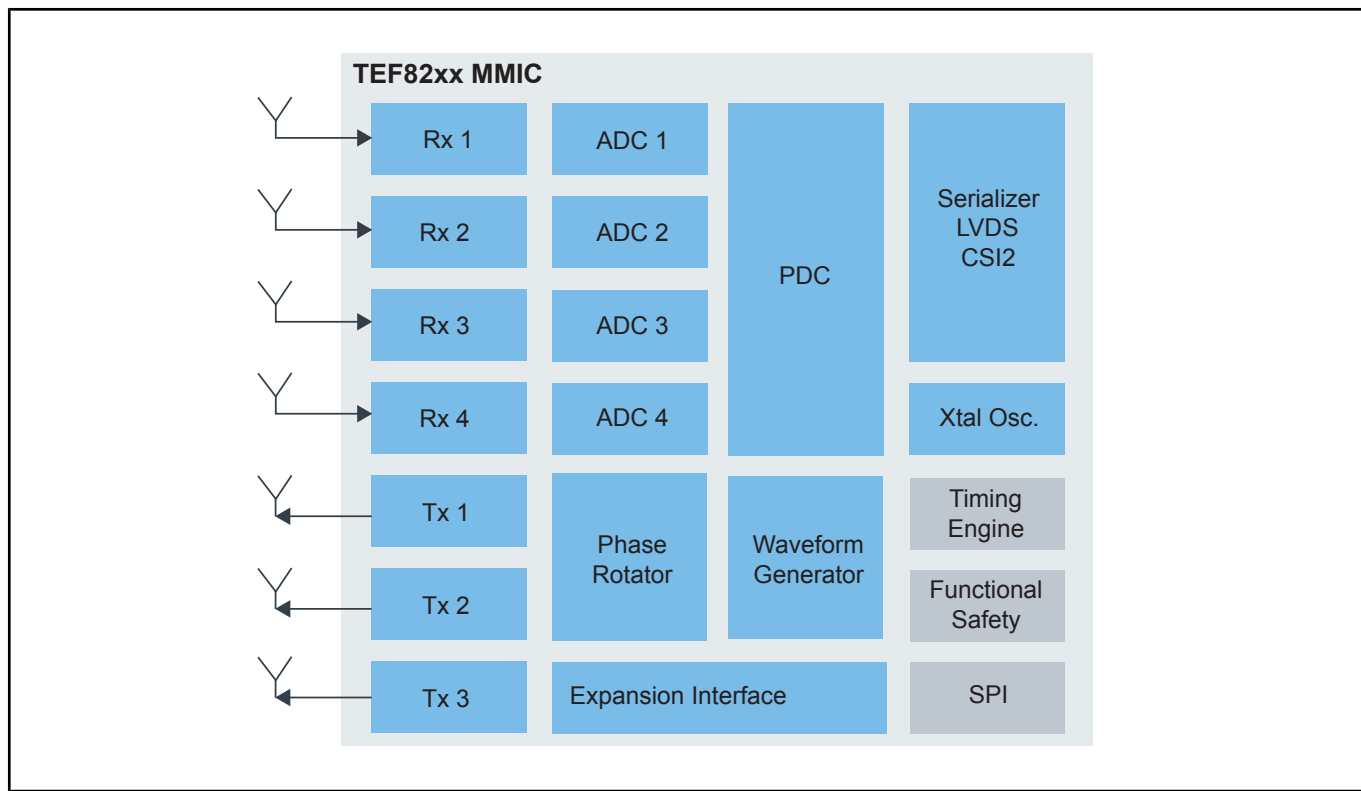 TEF82xx MMIC
Rx 1
ADC 1
Rx 2
ADC 2
Rx 3
ADC 3
Rx 4
ADC 4
PDC
Serializer
LVDS
CSI2
Xtal Osc.
Tx 1
Tx 2
Tx 3
Phase
Rotator
Waveform
Generator
Expansion Interface
Timing
Engine
Functional
Safety
SPI